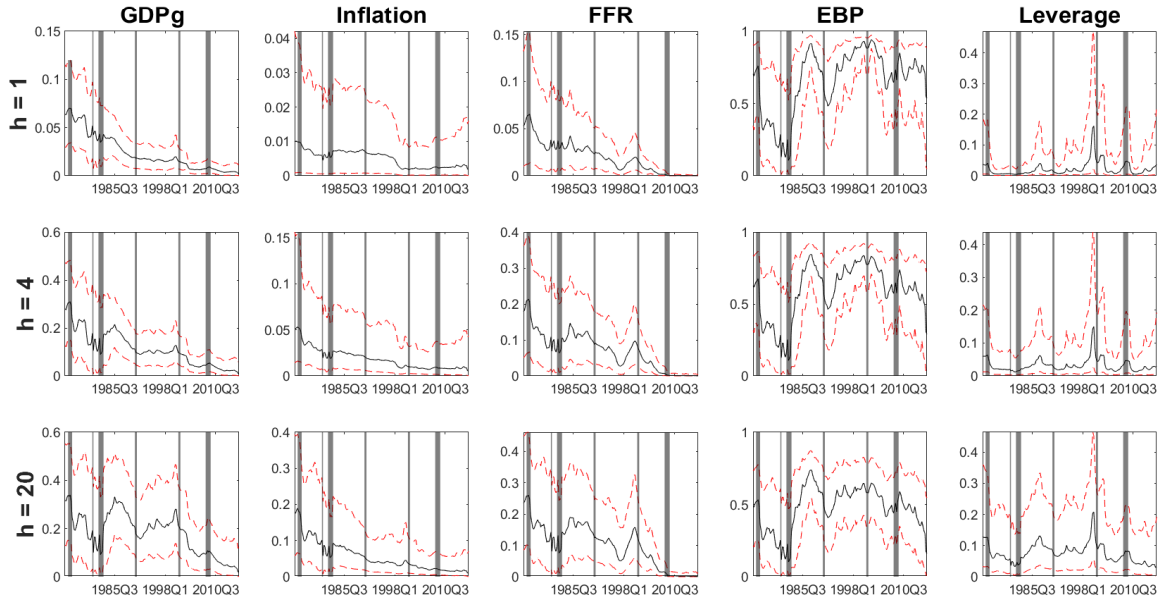 GDPg Inflation FFR EBP Leverage
h = 1
0.15 0.1 0.05 0
0.04 0.03 0.02 0.01 0
0.15 0.1 0.05 0
1 0.5 0
0.4 0.3 0.2 0.1 0
1985Q3 1998Q1 2010Q3 1985Q3 1998Q1 2010Q3 1985Q3 1998Q1 2010Q3 1985Q3 1998Q1 2010Q3 1985Q3 1998Q1 2010Q3
h = 4
0.6 0.4 0.2 0
0.15 0.1 0.05 0
0.4 0.3 0.2 0.1 0
1 0.5 0
0.4 0.3 0.2 0.1 0
1985Q3 1998Q1 2010Q3 1985Q3 1998Q1 2010Q3 1985Q3 1998Q1 2010Q3 1985Q3 1998Q1 2010Q3 1985Q3 1998Q1 2010Q3
h = 20
0.6 0.4 0.2 0
0.4 0.3 0.2 0.1 0
0.4 0.3 0.2 0.1 0
1 0.5 0
0.4 0.3 0.2 0.1 0
1985Q3 1998Q1 2010Q3 1985Q3 1998Q1 2010Q3 1985Q3 1998Q1 2010Q3 1985Q3 1998Q1 2010Q3 1985Q3 1998Q1 2010Q3